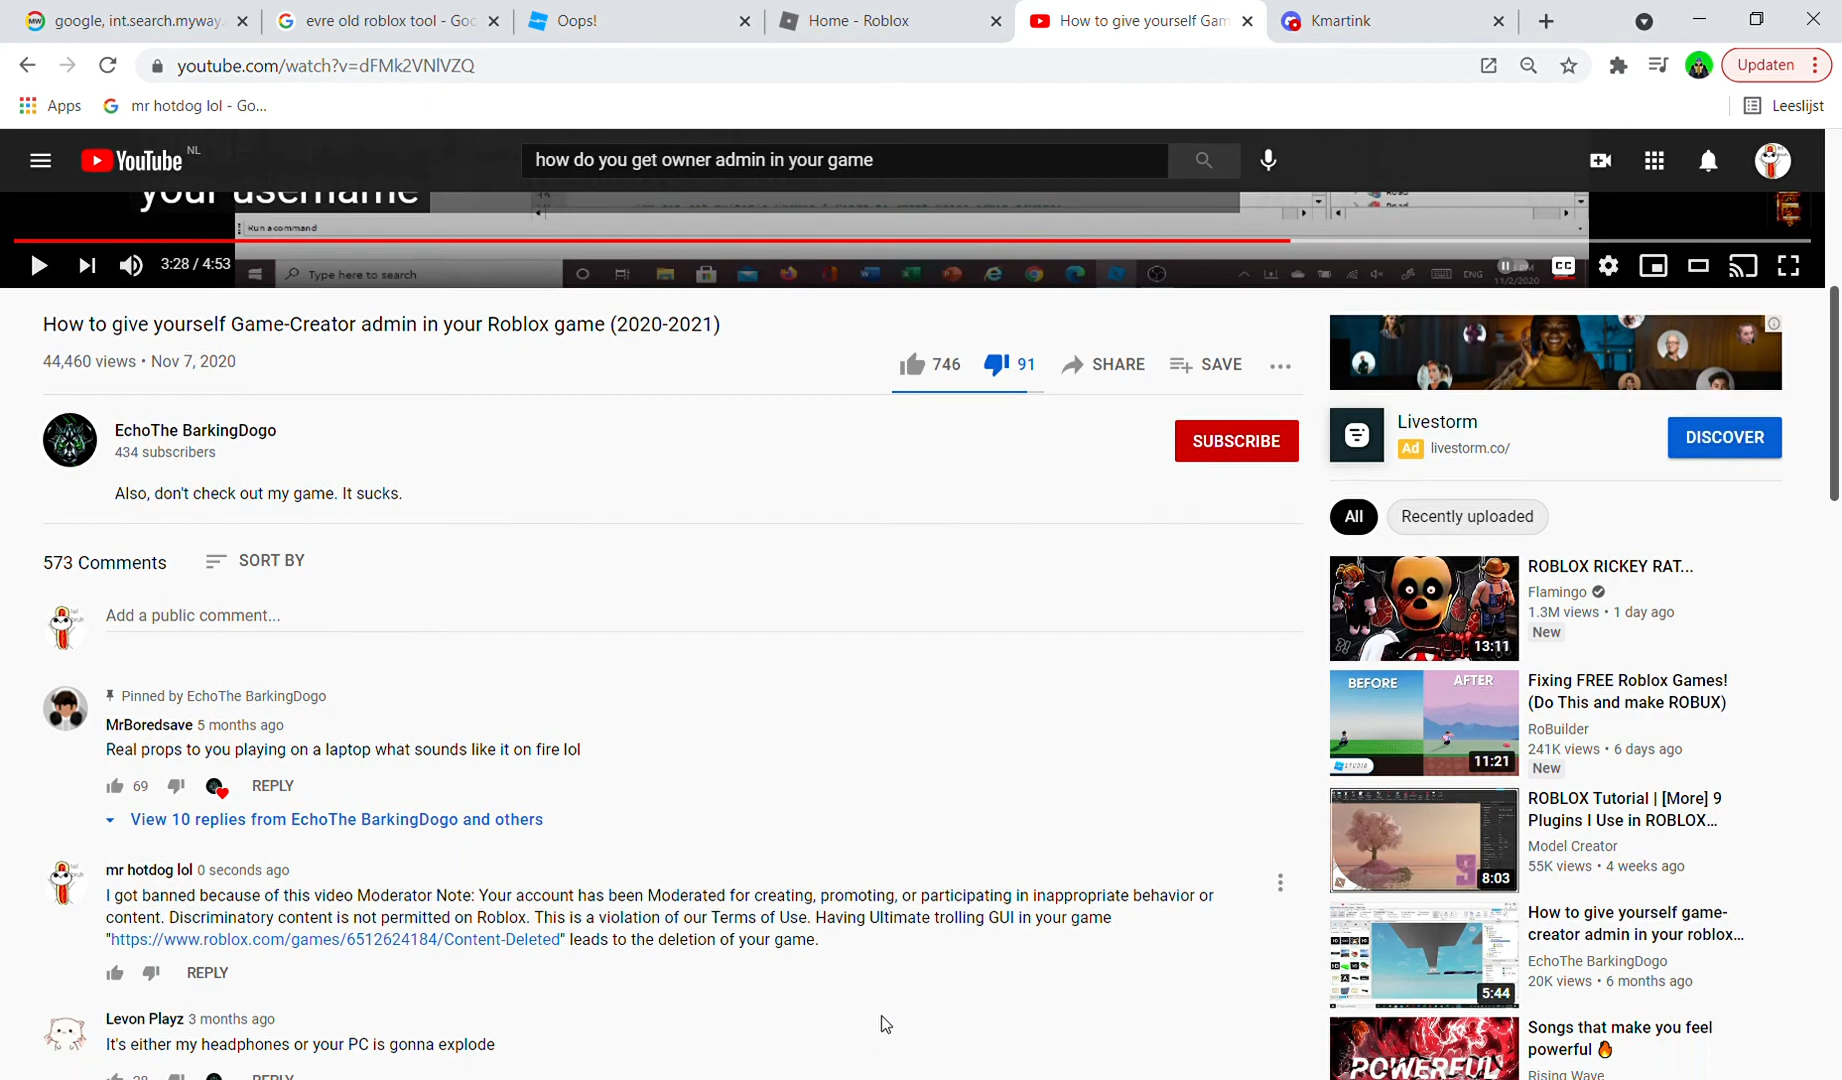 google, int.search.myway.
evre old roblox tool - Goo
Oops!
Home - Roblox
How to give yourself Gam
Kmartink
youtube.com/watch?v=dFMk2VNlVZQ
Updaten
Apps
mr hotdog lol - Go...
Leeslijst
YouTube NL
how do you get owner admin in your game
your username
Run a command
3:28 / 4:53
Type here to search
ENG
11/2/2020
CC
How to give yourself Game-Creator admin in your Roblox game (2020-2021)
44,460 views • Nov 7, 2020
746
91
SHARE
SAVE
EchoThe BarkingDogo
434 subscribers
SUBSCRIBE
Also, don't check out my game. It sucks.
573 Comments
SORT BY
Add a public comment...
Pinned by EchoThe BarkingDogo
MrBoredsave 5 months ago
Real props to you playing on a laptop what sounds like it on fire lol
69
REPLY
View 10 replies from EchoThe BarkingDogo and others
mr hotdog lol 0 seconds ago
I got banned because of this video Moderator Note: Your account has been Moderated for creating, promoting, or participating in inappropriate behavior or
content. Discriminatory content is not permitted on Roblox. This is a violation of our Terms of Use. Having Ultimate trolling GUI in your game
"https://www.roblox.com/games/6512624184/Content-Deleted" leads to the deletion of your game.
REPLY
Levon Playz 3 months ago
It's either my headphones or your PC is gonna explode
28
REPLY
Livestorm
Ad livestorm.co/
DISCOVER
All
Recently uploaded
13:11
ROBLOX RICKEY RAT...
Flamingo
1.3M views • 1 day ago
New
BEFORE
AFTER
STUDIO
11:21
Fixing FREE Roblox Games!
(Do This and make ROBUX)
RoBuilder
241K views • 6 days ago
New
9
8:03
ROBLOX Tutorial | [More] 9
Plugins I Use in ROBLOX...
Model Creator
55K views • 4 weeks ago
5:44
How to give yourself game-
creator admin in your roblox...
EchoThe BarkingDogo
20K views • 6 months ago
POWERFUL
Songs that make you feel
powerful 🔥
Rising Wave